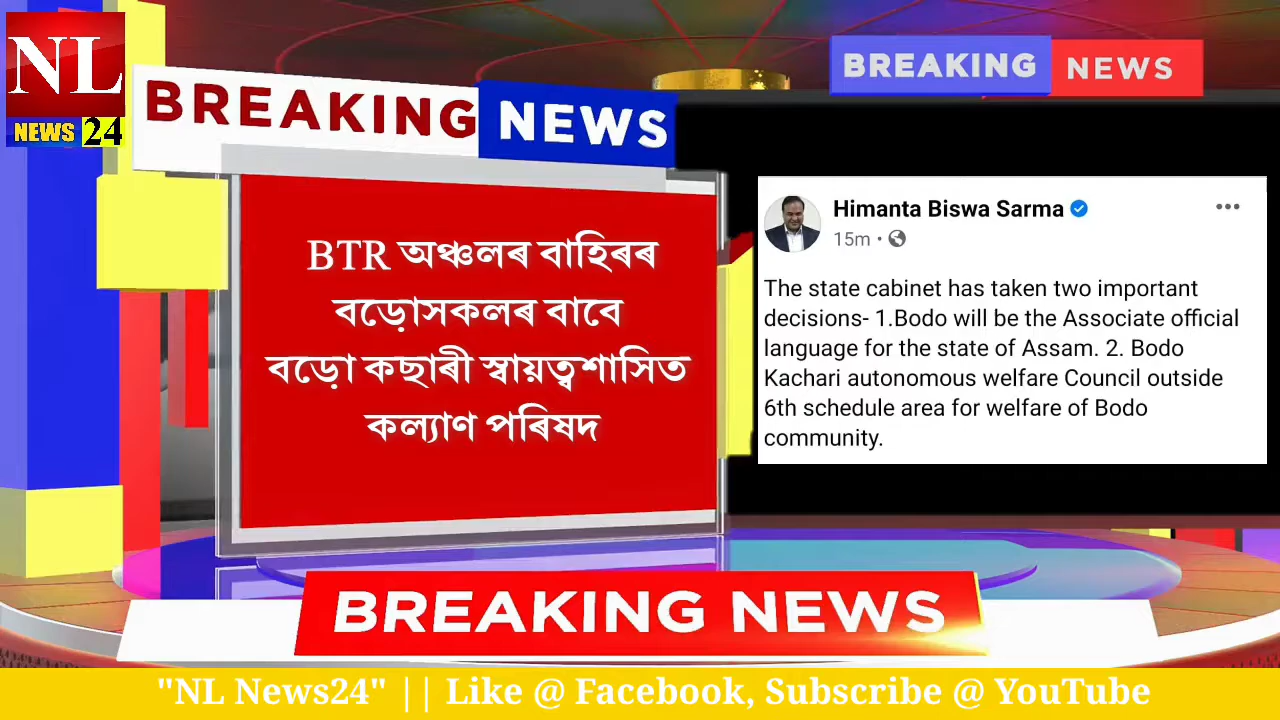 NL
NEWS 24
BREAKING NEWS
BREAKING NEWS
BTR অঞ্চলৰ বাহিৰৰ
বড়োসকলৰ বাবে
বড়ো কছাৰী স্বায়ত্বশাসিত
কল্যাণ পৰিষদ
Himanta Biswa Sarma
15m •
The state cabinet has taken two important
decisions- 1.Bodo will be the Associate official
language for the state of Assam. 2. Bodo
Kachari autonomous welfare Council outside
6th schedule area for welfare of Bodo
community.
BREAKING NEWS
"NL News24" || Like @ Facebook, Subscribe @ YouTube